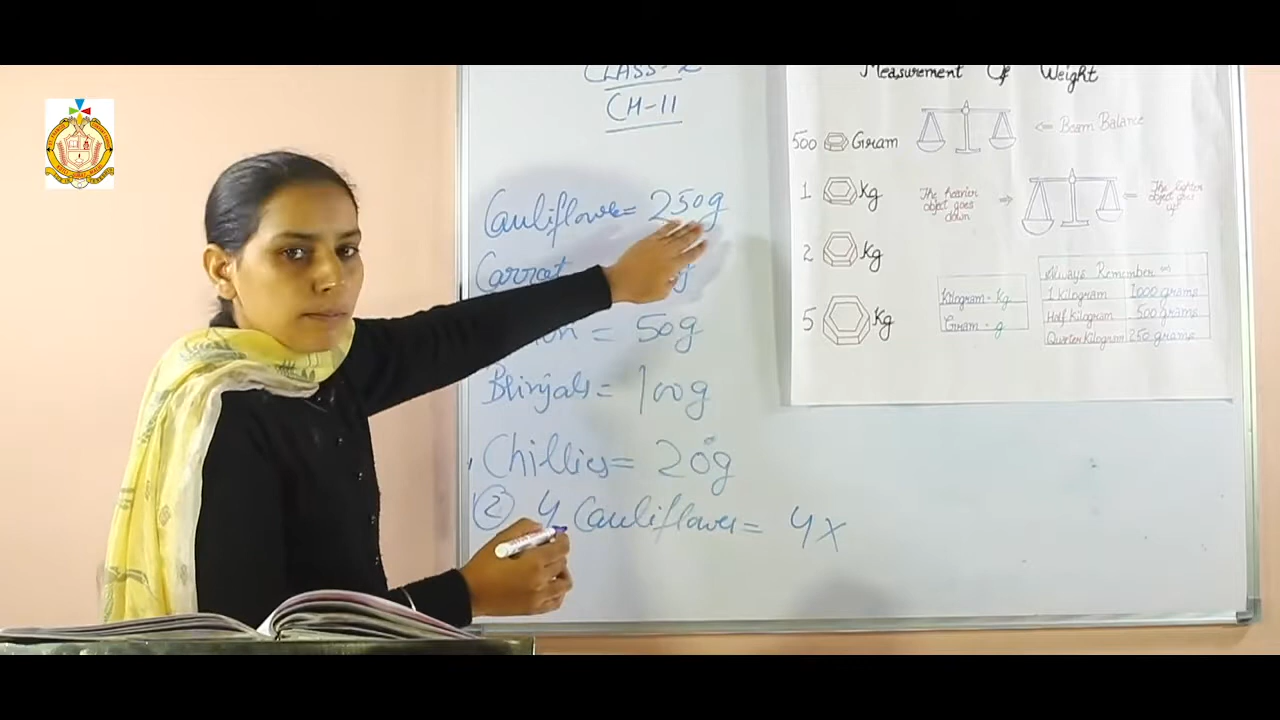 CLASS-2
CH-11
Cauliflower = 250g
Carrot
= 50g
Brinjals = 100g
Chillies = 20g
② 4 Cauliflower = 4x
Measurement Of Weight
500 Gram
1 Kg
2 Kg
5 Kg
<= Beam Balance
The heavier
object goes
down
The lighter
object goes
up
Kilogram - Kg
Gram - g
Always Remember
1 Kilogram 1000 grams
Half Kilogram 500 grams
Quarter Kilogram 250 grams